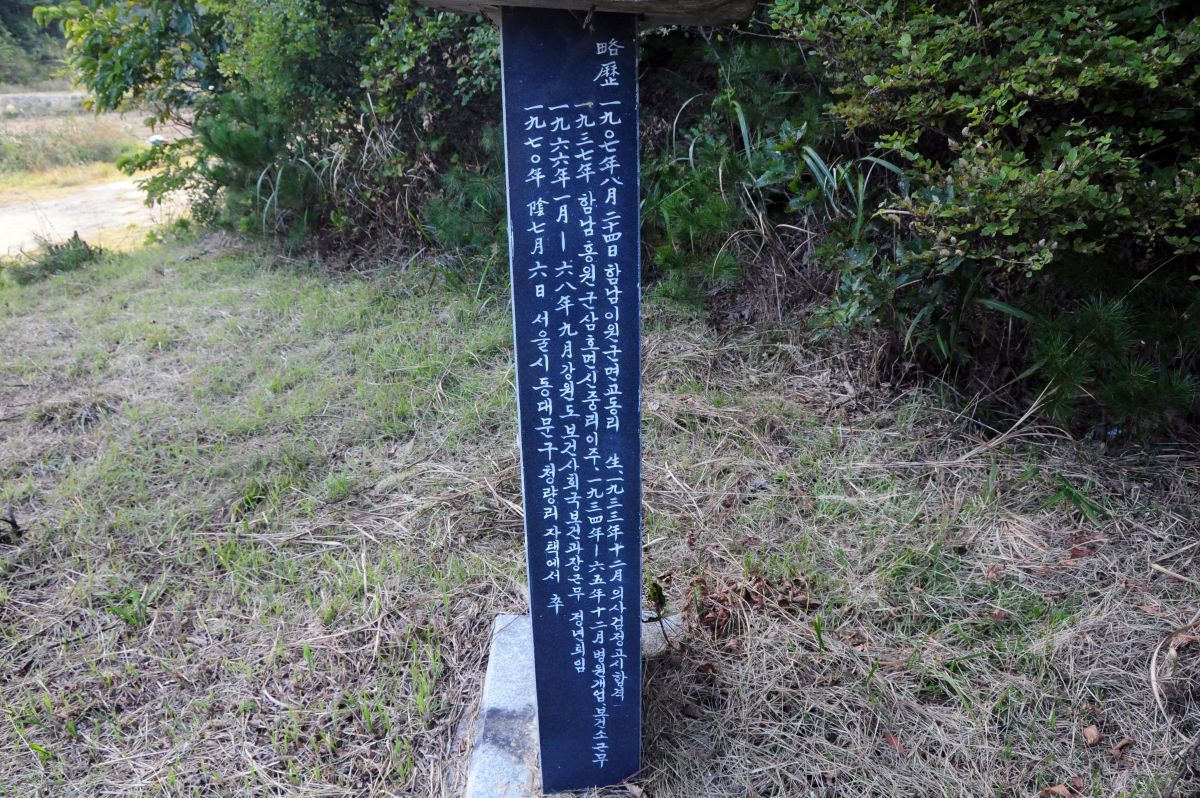 略歷
一九〇七年 八月 二十四日 함남 이원군면교동리 生, 一九三三年 十二月 의사검정고시합격
一九三七年 함남 홍원군 삼호면신중리이주, 一九三四年 - 六五年 十二月 병원개업, 보건소근무
一九六六年 一月 - 六八年 九月 강원도 보건사회국보건과장근무 정년퇴임
一九七〇年 陰七月 六日 서울시 동대문구 청량리 자택에서 卒